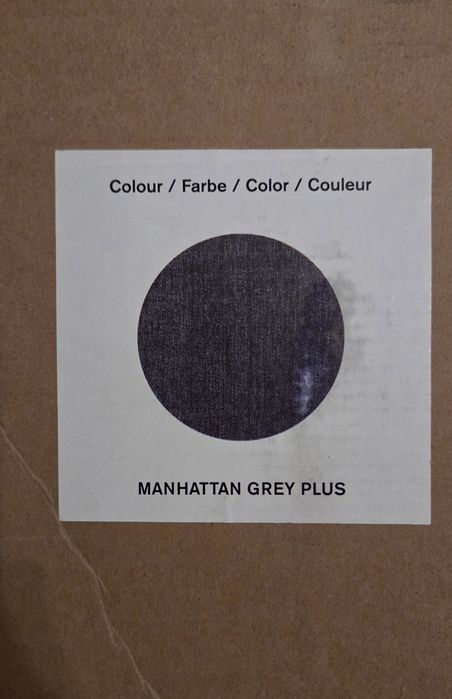 Colour / Farbe / Color / Couleur
MANHATTAN GREY PLUS